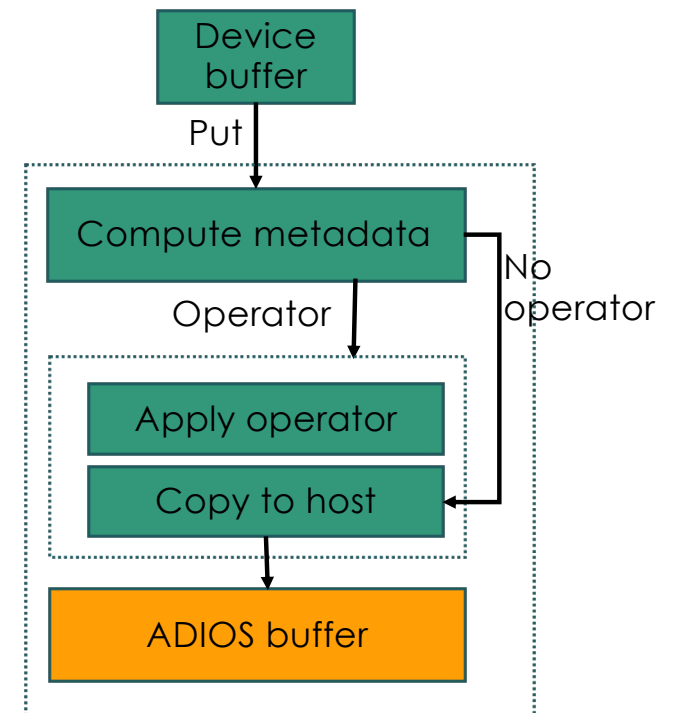 Device
buffer
Put
Compute metadata
No
operator
Operator
Apply operator
Copy to host
ADIOS buffer